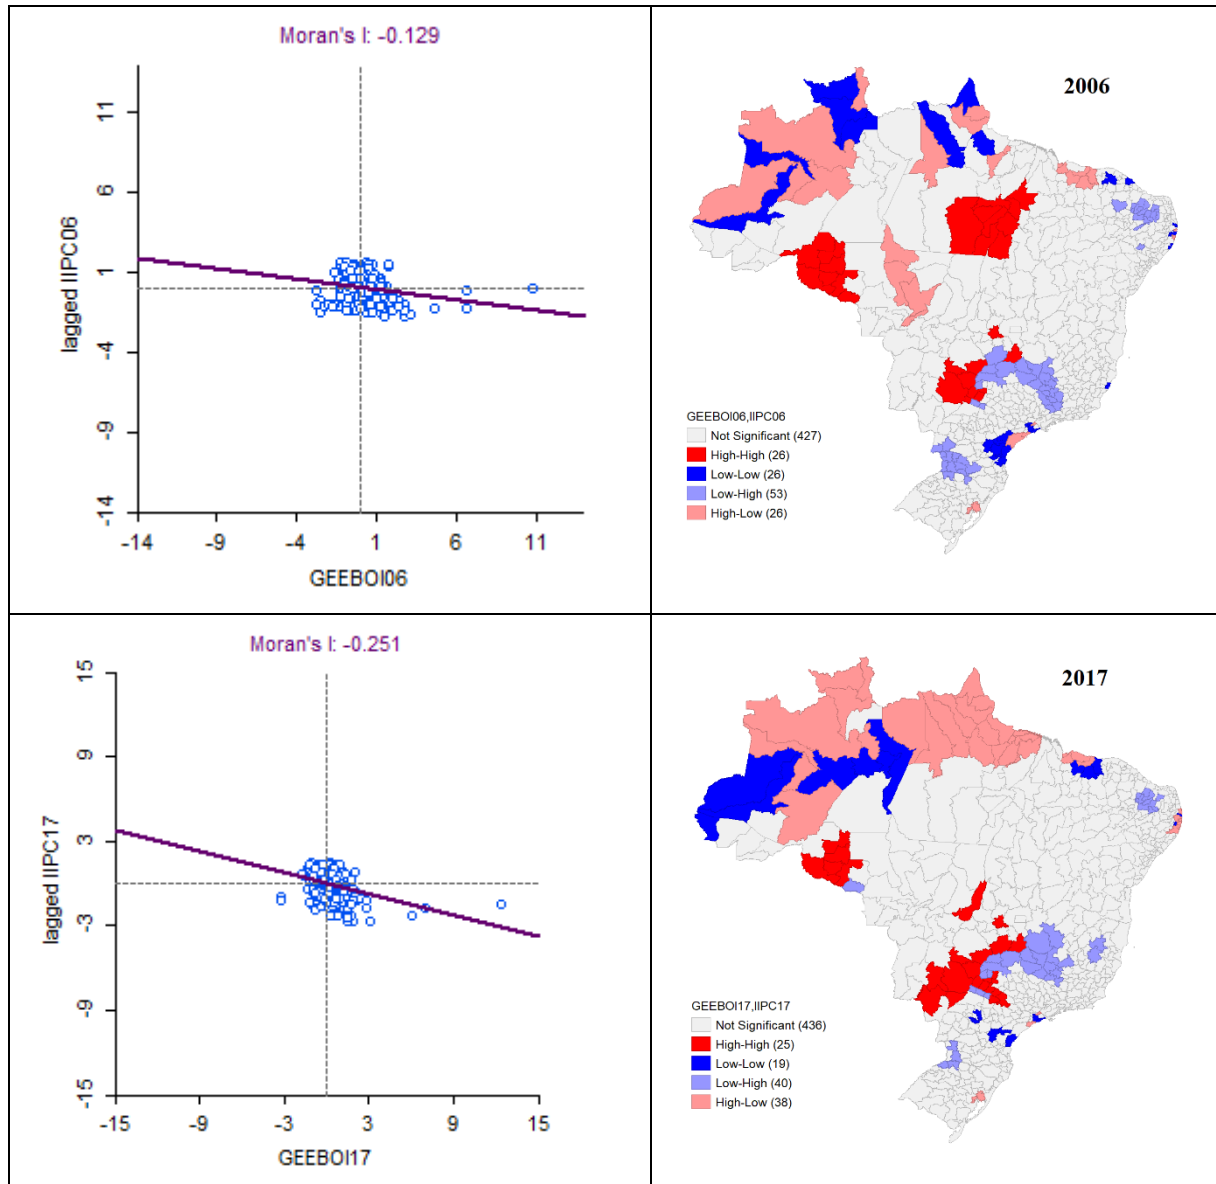 Moran's I: -0.129
11
6
1
-4
-9
-14
lagged IIPC06
-14 -9 -4 1 6 11
GEEBOI06
2006
GEEBOI06,IIPC06
Not Significant (427)
High-High (26)
Low-Low (26)
Low-High (53)
High-Low (26)
Moran's I: -0.251
15
9
3
-3
-9
-15
lagged IIPC17
-15 -9 -3 3 9 15
GEEBOI17
2017
GEEBOI17,IIPC17
Not Significant (436)
High-High (25)
Low-Low (19)
Low-High (40)
High-Low (38)